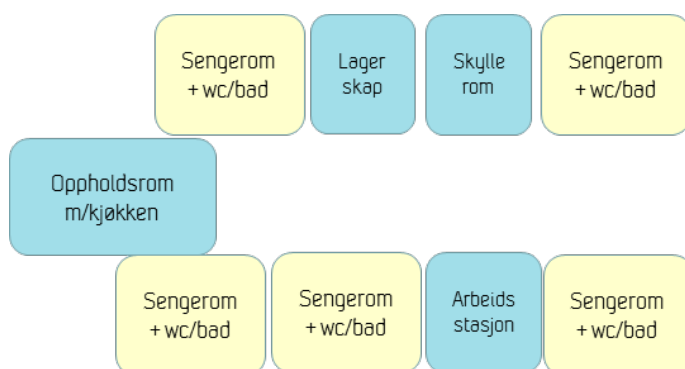 Sengerom
+ wc/bad
Lager
skap
Skylle
rom
Sengerom
+ wc/bad
Oppholdsrom
m/kjøkken
Sengerom
+ wc/bad
Sengerom
+ wc/bad
Arbeids
stasjon
Sengerom
+ wc/bad